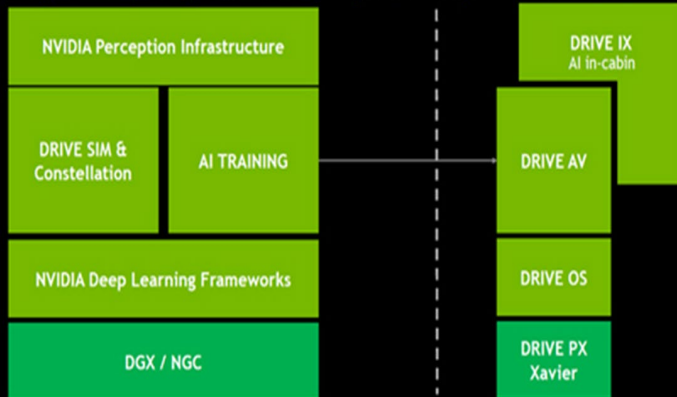 NVIDIA Perception Infrastructure
DRIVE SIM &
Constellation
AI TRAINING
NVIDIA Deep Learning Frameworks
DGX / NGC
DRIVE IX
AI in-cabin
DRIVE AV
DRIVE OS
DRIVE PX
Xavier